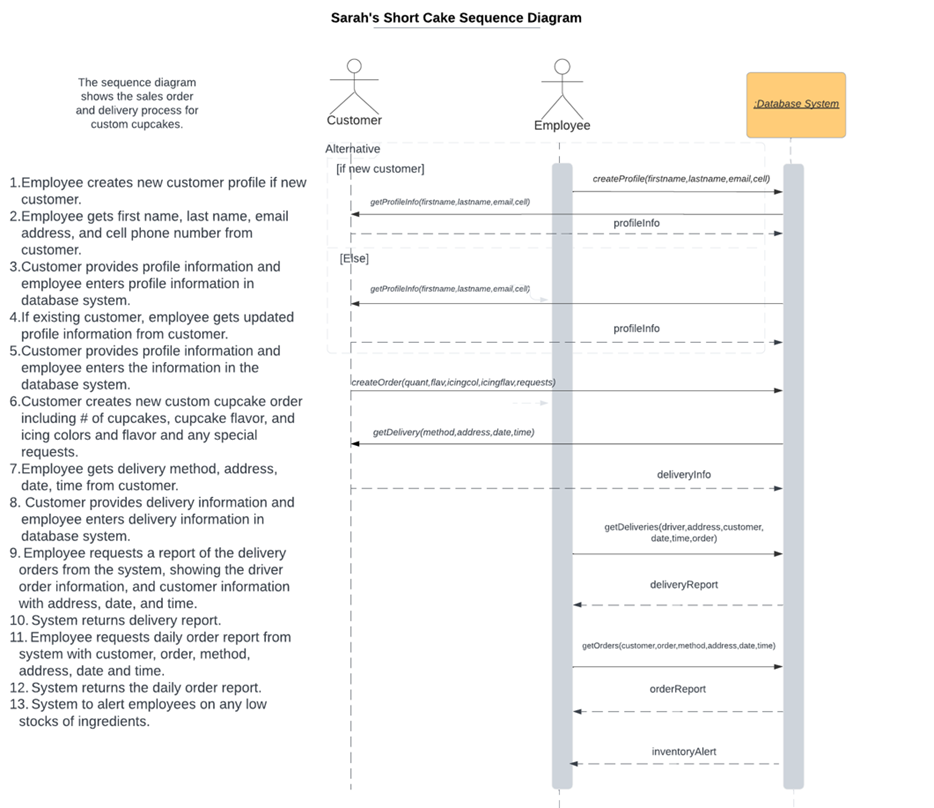 Sarah's Short Cake Sequence Diagram
The sequence diagram
shows the sales order
and delivery process for
custom cupcakes.
Customer
Employee
:Database System
1.Employee creates new customer profile if new
customer.
2.Employee gets first name, last name, email
address, and cell phone number from
customer.
3.Customer provides profile information and
employee enters profile information in
database system.
4.If existing customer, employee gets updated
profile information from customer.
5.Customer provides profile information and
employee enters the information in the
database system.
6.Customer creates new custom cupcake order
including # of cupcakes, cupcake flavor, and
icing colors and flavor and any special
requests.
7.Employee gets delivery method, address,
date, time from customer.
8. Customer provides delivery information and
employee enters delivery information in
database system.
9. Employee requests a report of the delivery
orders from the system, showing the driver
order information, and customer information
with address, date, and time.
10. System returns delivery report.
11. Employee requests daily order report from
system with customer, order, method,
address, date and time.
12. System returns the daily order report.
13. System to alert employees on any low
stocks of ingredients.
Alternative
[if new customer]
createProfile(firstname,lastname,email,cell)
getProfileInfo(firstname,lastname,email,cell)
profileInfo
[Else]
getProfileInfo(firstname,lastname,email,cell)
profileInfo
createOrder(quant,flav,icingcol,icingflav,requests)
getDelivery(method,address,date,time)
deliveryInfo
getDeliveries(driver,address,customer,
date,time,order)
deliveryReport
getOrders(customer,order,method,address,date,time)
orderReport
inventoryAlert